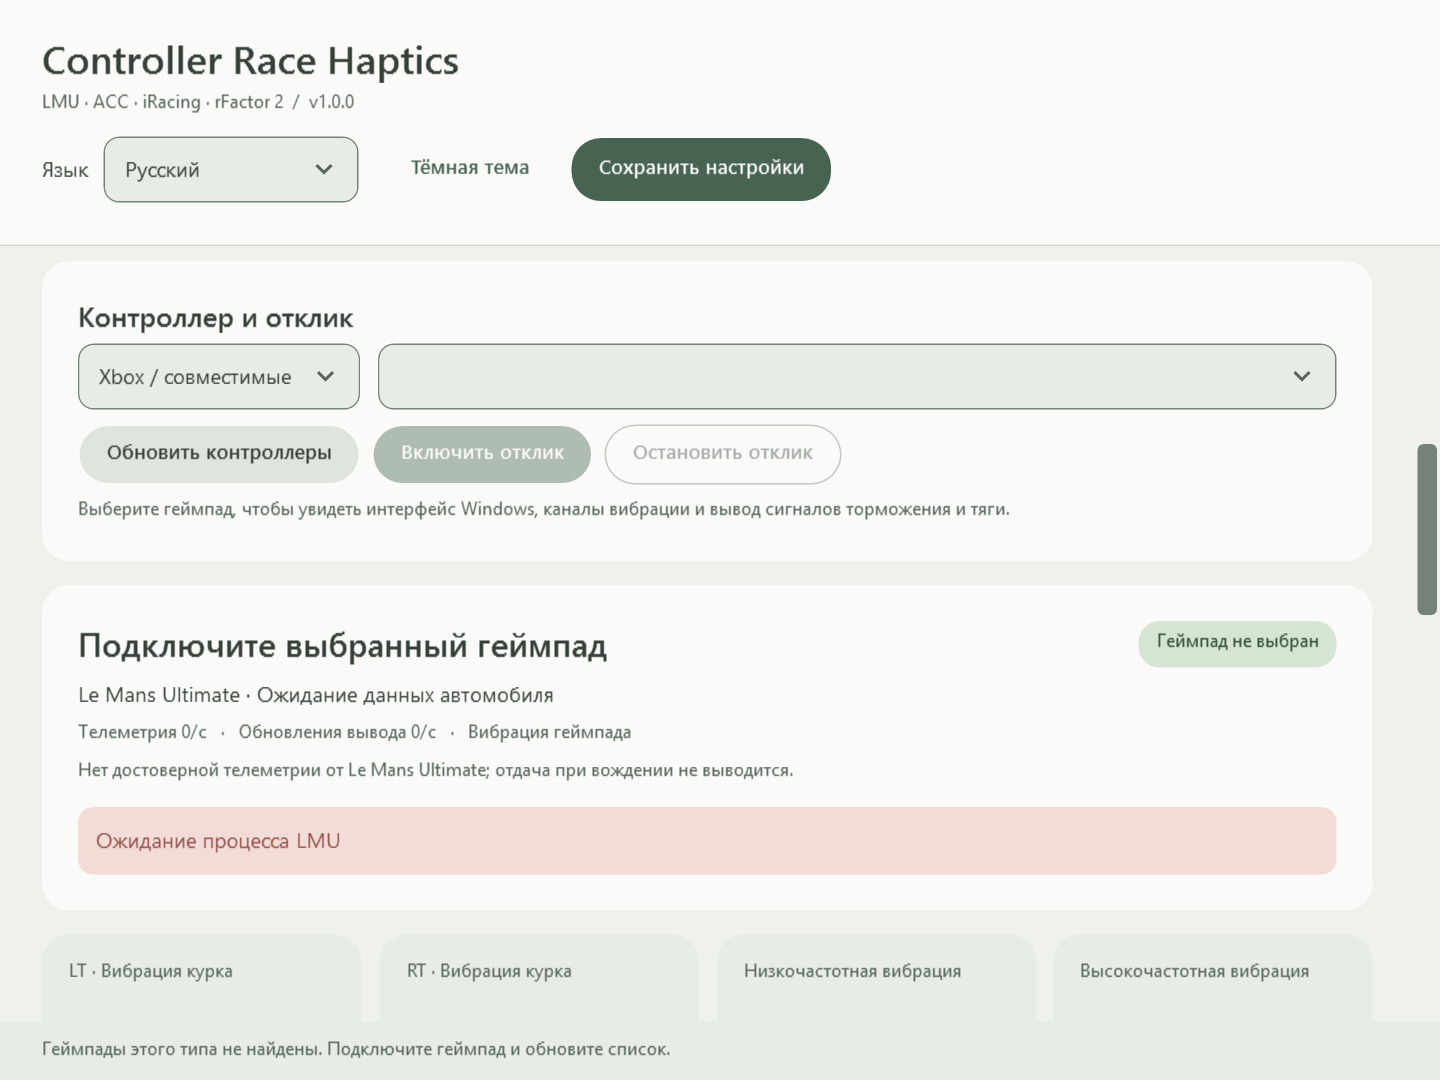 Controller Race Haptics
LMU · ACC · iRacing · rFactor 2 / v1.0.0
Язык
Русский
Тёмная тема
Сохранить настройки
Контроллер и отклик
Xbox / совместимые
Обновить контроллеры
Включить отклик
Остановить отклик
Выберите геймпад, чтобы увидеть интерфейс Windows, каналы вибрации и вывод сигналов торможения и тяги.
Подключите выбранный геймпад
Геймпад не выбран
Le Mans Ultimate · Ожидание данных автомобиля
Телеметрия 0/с · Обновления вывода 0/с · Вибрация геймпада
Нет достоверной телеметрии от Le Mans Ultimate; отдача при вождении не выводится.
Ожидание процесса LMU
LT · Вибрация курка
RT · Вибрация курка
Низкочастотная вибрация
Высокочастотная вибрация
Геймпады этого типа не найдены. Подключите геймпад и обновите список.